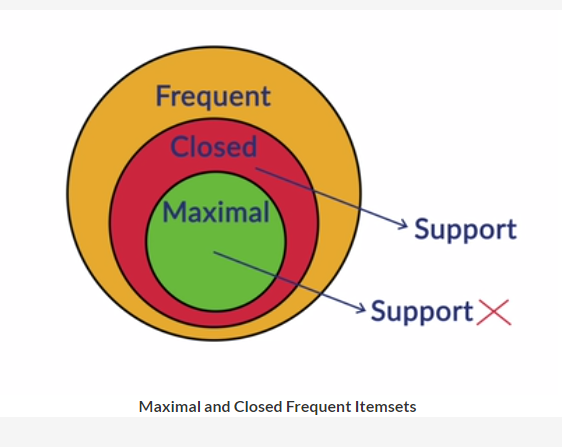 Frequent
Closed
Maximal
Support
Support
Maximal and Closed Frequent Itemsets